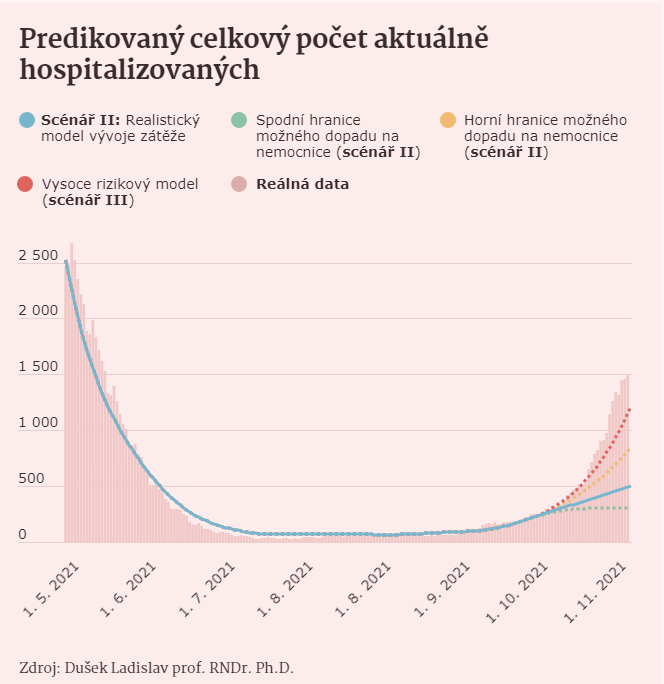 Predikovaný celkový počet aktuálně
hospitalizovaných
Scénář II: Realistický
model vývoje zátěže
Spodní hranice
možného dopadu na
nemocnice (scénář II)
Horní hranice možného
dopadu na nemocnice
(scénář II)
Vysoce rizikový model
(scénář III)
Reálná data
2 500
2 000
1 500
1 000
500
0
1. 5. 2021
1. 6. 2021
1. 7. 2021
1. 8. 2021
1. 8. 2021
1. 9. 2021
1. 10. 2021
1. 11. 2021
Zdroj: Dušek Ladislav prof. RNDr. Ph.D.